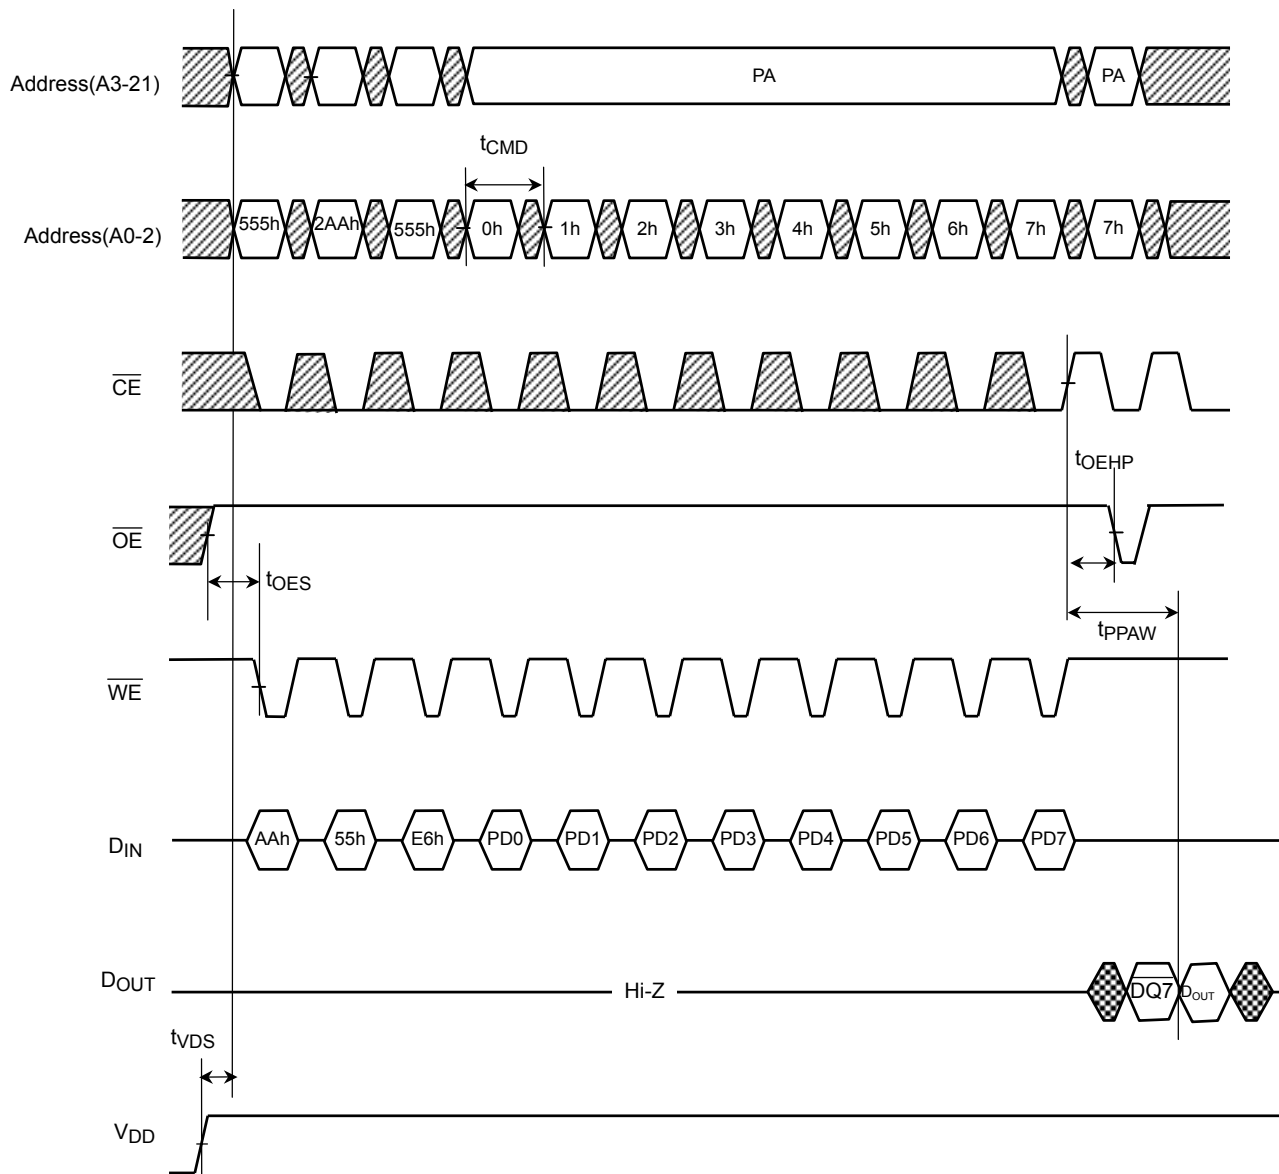 Address(A3-21) PA PA
tCMD
Address(A0-2) 555h 2AAh 555h 0h 1h 2h 3h 4h 5h 6h 7h 7h
CE
tOEHP
OE
tOES
tPPAW
WE
DIN AAh 55h E6h PD0 PD1 PD2 PD3 PD4 PD5 PD6 PD7
DOUT Hi-Z DQ7 DOUT
tVDS
VDD